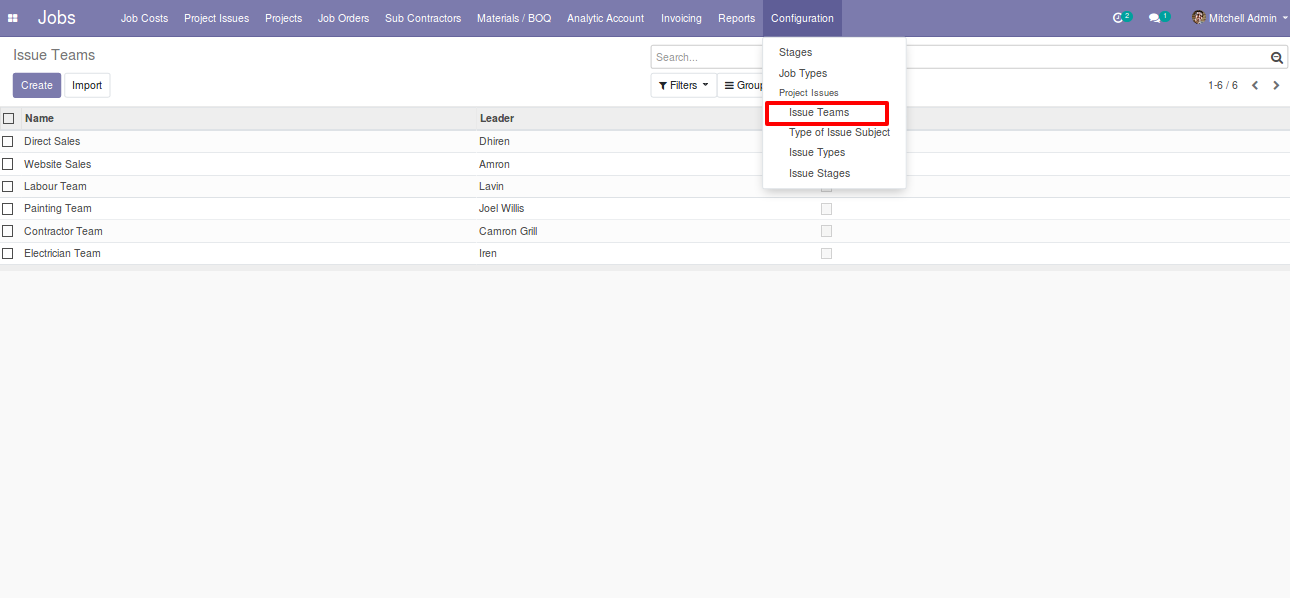 Jobs Job Costs Project Issues Projects Job Orders Sub Contractors Materials / BOQ Analytic Account Invoicing Reports Configuration 2 1 Mitchell Admin
Issue Teams
Search...
Create Import
Filters Group
1-6 / 6
Stages
Job Types
Project Issues
Issue Teams
Type of Issue Subject
Issue Types
Issue Stages
Name Leader
Direct Sales Dhiren
Website Sales Amron
Labour Team Lavin
Painting Team Joel Willis
Contractor Team Camron Grill
Electrician Team Iren